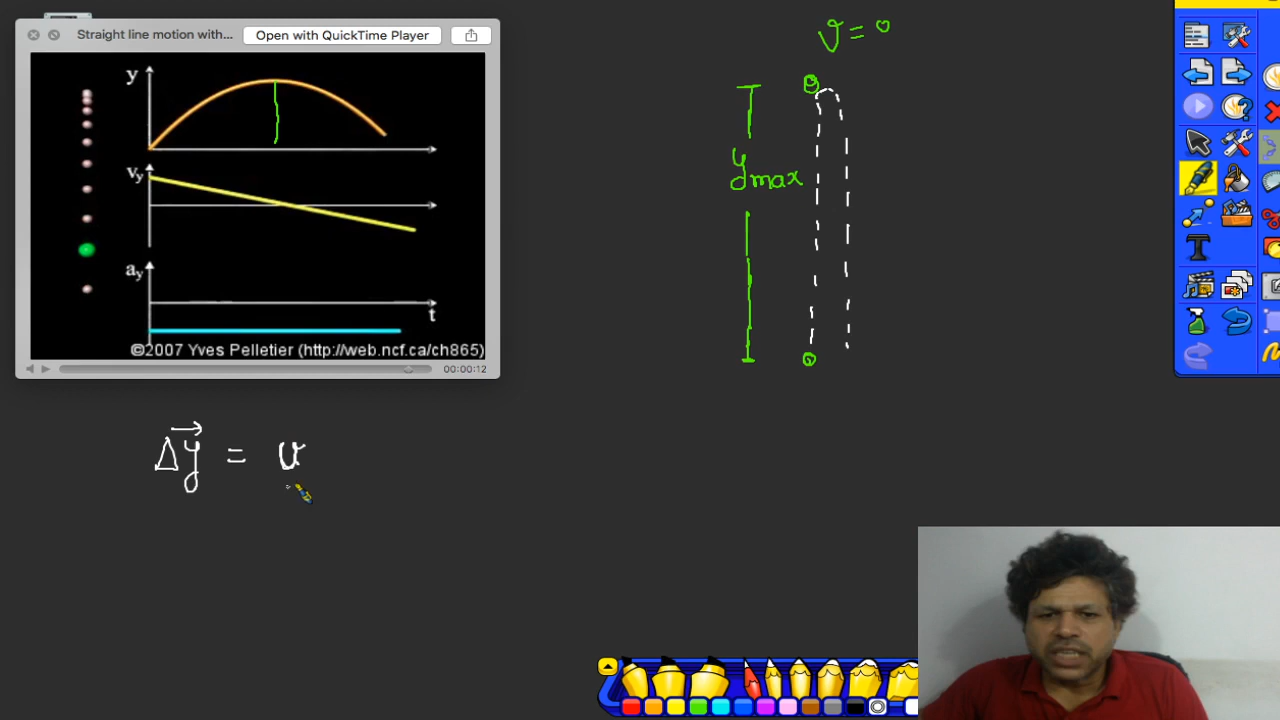 Straight line motion with...
Open with QuickTime Player
y
vy
ay
t
©2007 Yves Pelletier (http://web.ncf.ca/ch865)
00:00:12
v = 0
ymax
Δy⃗ = v